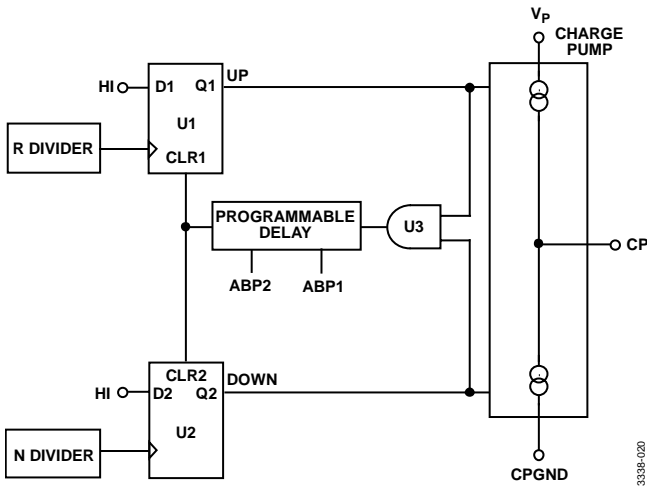 VP
CHARGE
PUMP
HI
D1
Q1
UP
U1
R DIVIDER
CLR1
PROGRAMMABLE
DELAY
U3
CP
ABP2
ABP1
CLR2
DOWN
HI
D2
Q2
U2
N DIVIDER
CPGND
3338-020